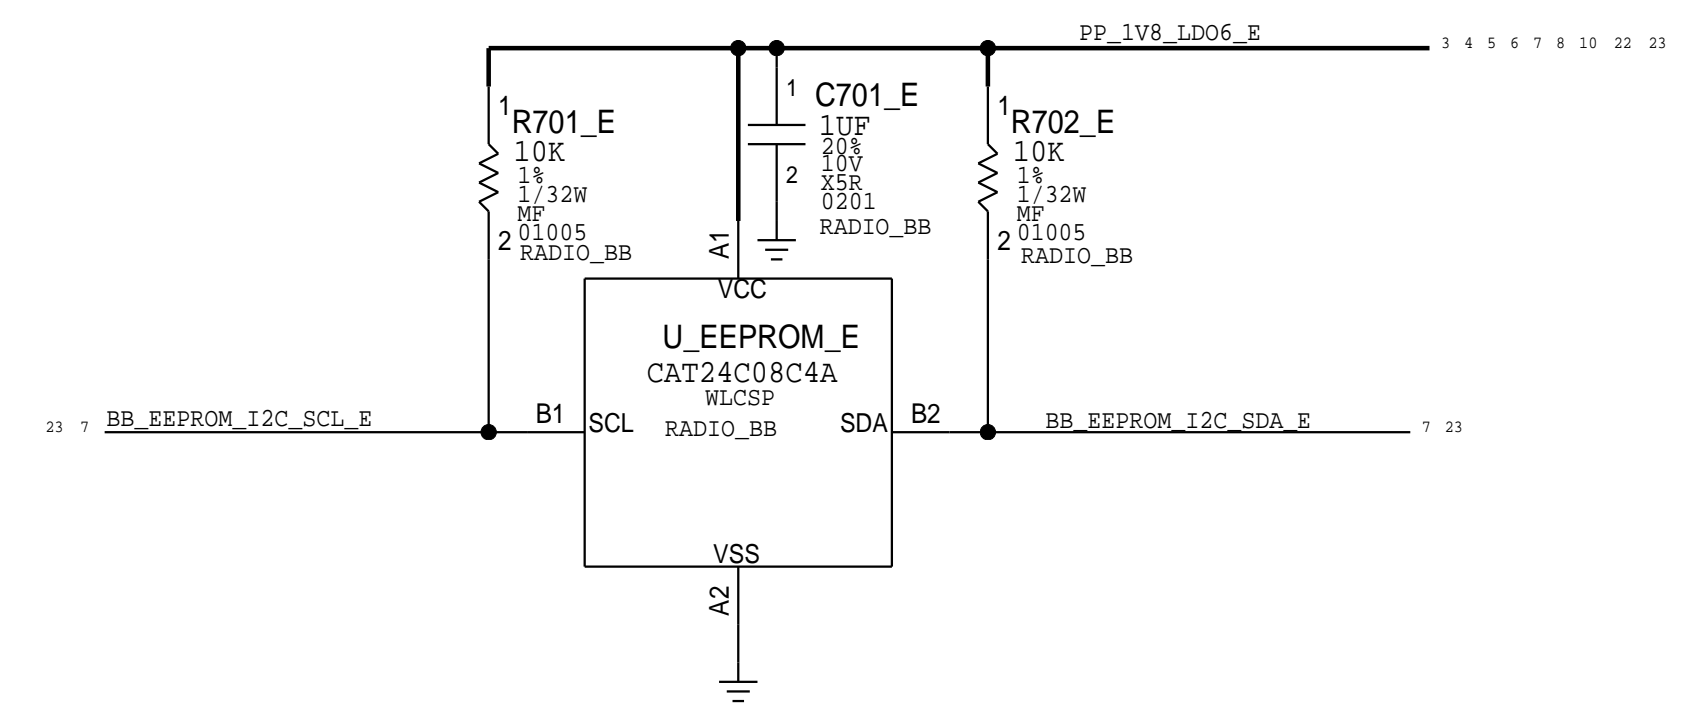 PP_1V8_LDO6_E
3 4 5 6 7 8 10 22 23
1
R701_E
10K
1%
1/32W
MF
01005
2
RADIO_BB
1
C701_E
1UF
20%
10V
X5R
0201
2
RADIO_BB
1
R702_E
10K
1%
1/32W
MF
01005
2
RADIO_BB
A1
VCC
U_EEPROM_E
CAT24C08C4A
WLCSP
RADIO_BB
23 7
BB_EEPROM_I2C_SCL_E
B1
SCL
SDA
B2
BB_EEPROM_I2C_SDA_E
7 23
VSS
A2